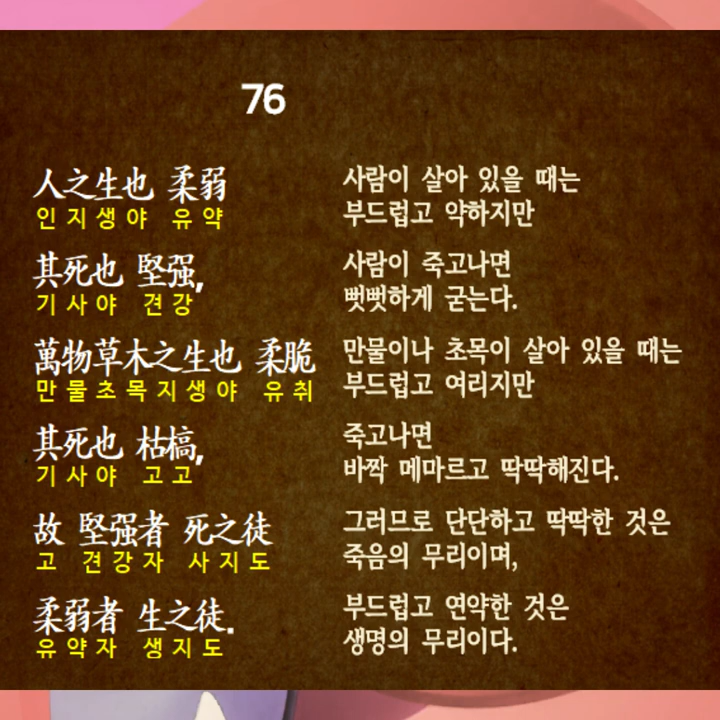 76
人之生也 柔弱
인지생야 유약
사람이 살아 있을 때는
부드럽고 약하지만
其死也 堅强,
기사야 견강
사람이 죽고나면
뻣뻣하게 굳는다.
萬物草木之生也 柔脆
만물초목지생야 유취
만물이나 초목이 살아 있을 때는
부드럽고 여리지만
其死也 枯槁,
기사야 고고
죽고나면
바짝 메마르고 딱딱해진다.
故 堅强者 死之徒
고 견강자 사지도
그러므로 단단하고 딱딱한 것은
죽음의 무리이며,
柔弱者 生之徒.
유약자 생지도
부드럽고 연약한 것은
생명의 무리이다.